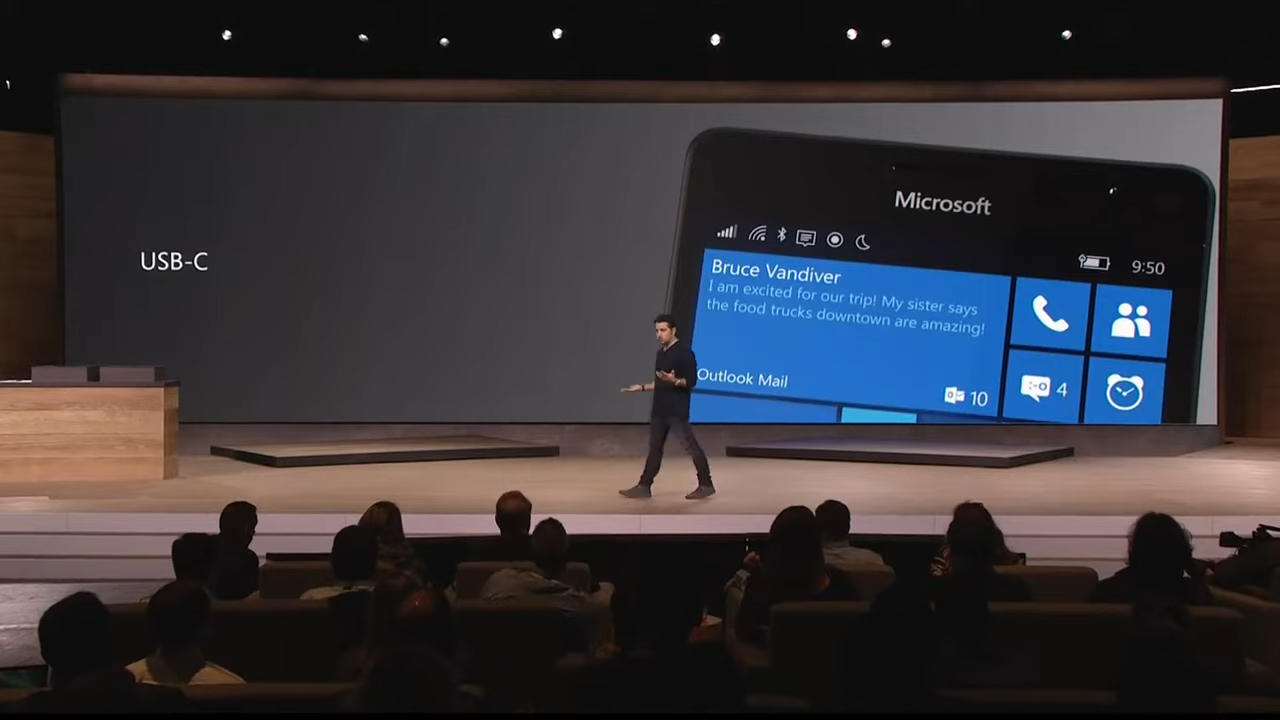 USB-C
Microsoft
9:50
Bruce Vandiver
I am excited for our trip! My sister says
the food trucks downtown are amazing!
Outlook Mail
10
4